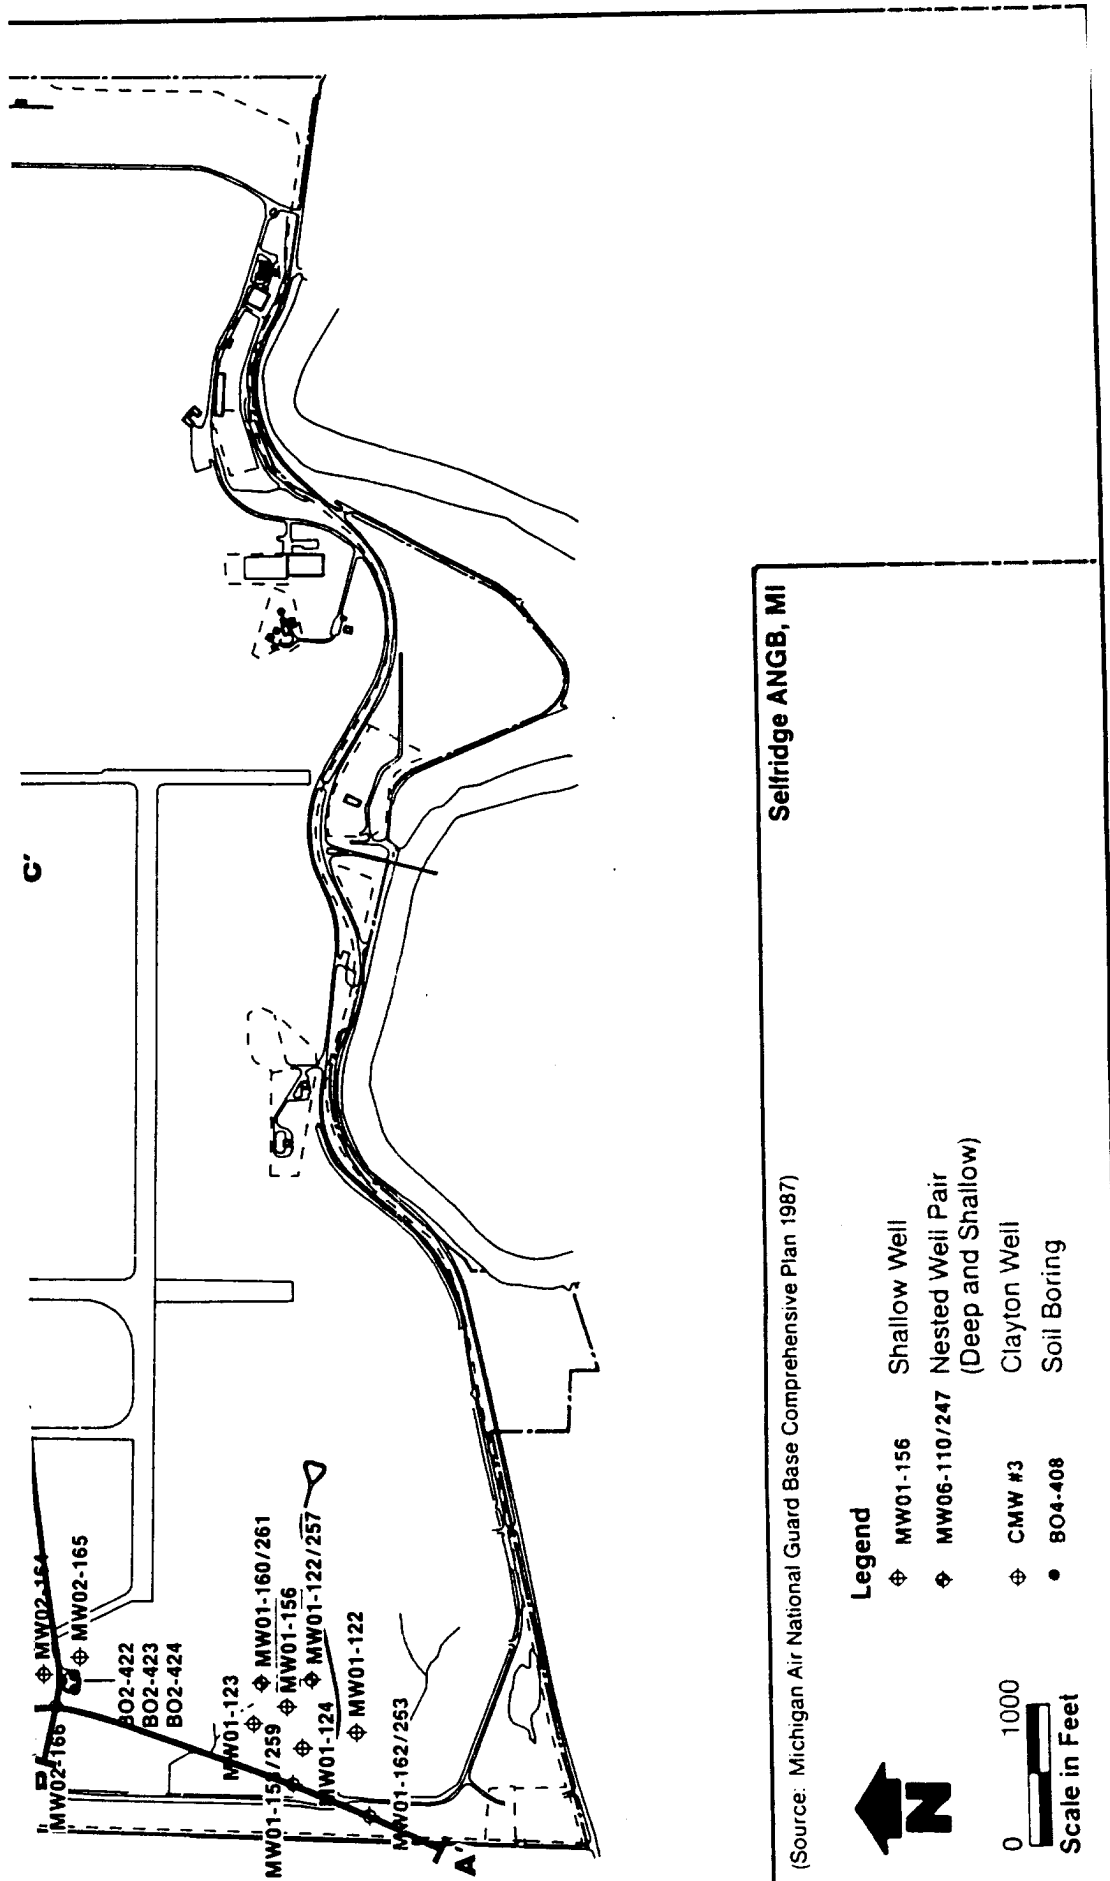 C'
MW02-164
MW02-165
MW02-166
BO2-422
BO2-423
BO2-424
MW01-123
MW01-160/261
MW01-156
MW01-122/257
MW01-124
MW01-122
MW01-162/253
A'
Selfridge ANGB, MI
(Source: Michigan Air National Guard Base Comprehensive Plan 1987)
Legend
MW01-156 Shallow Well
MW06-110/247 Nested Well Pair
(Deep and Shallow)
CMW #3 Clayton Well
BO4-408 Soil Boring
N
0 1000
Scale in Feet